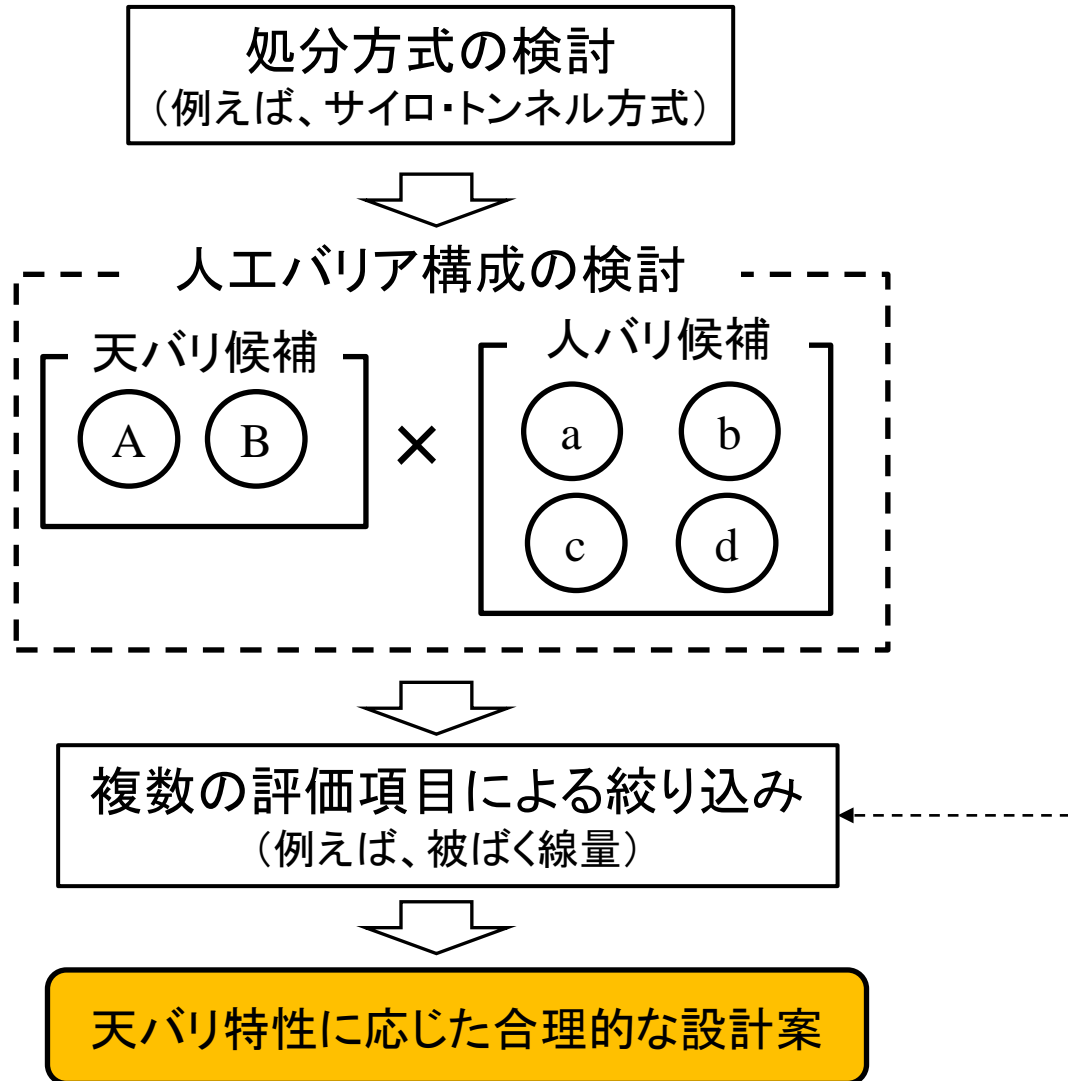 処分方式の検討
（例えば、サイロ・トンネル方式）
人工バリア構成の検討
天バリ候補
A B
×
人バリ候補
a b
c d
複数の評価項目による絞り込み
（例えば、被ばく線量）
天バリ特性に応じた合理的な設計案